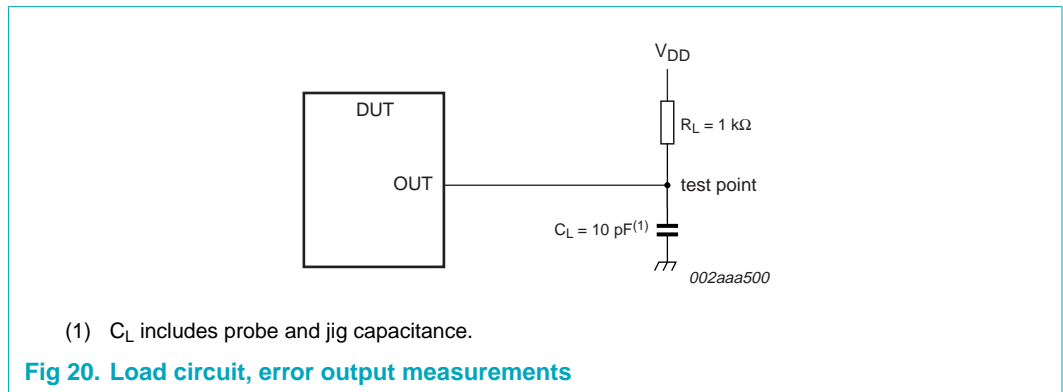 V_DD
DUT
R_L = 1 kΩ
OUT
test point
C_L = 10 pF(1)
002aaa500
(1) C_L includes probe and jig capacitance.
Fig 20. Load circuit, error output measurements